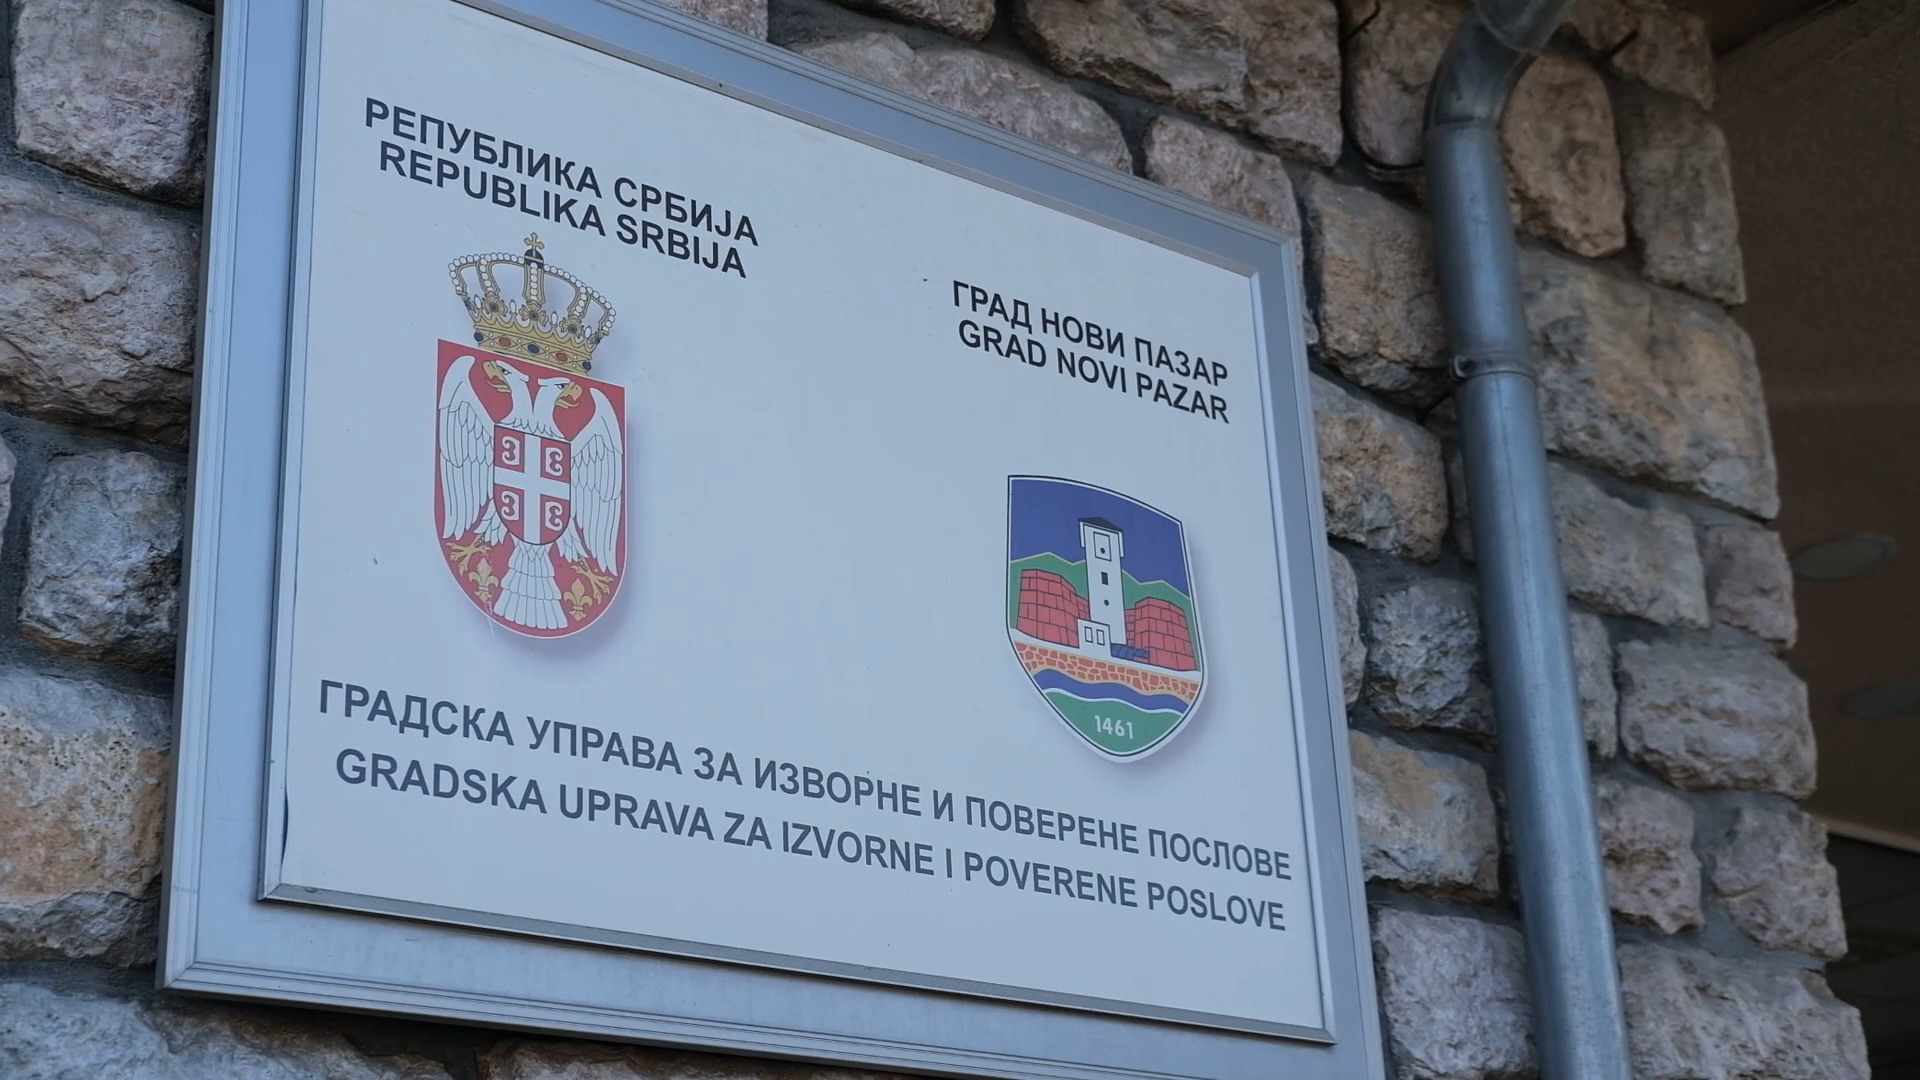 РЕПУБЛИКА СРБИЈА
REPUBLIKA SRBIJA
ГРАД НОВИ ПАЗАР
GRAD NOVI PAZAR
1461
ГРАДСКА УПРАВА ЗА ИЗВОРНЕ И ПОВЕРЕНЕ ПОСЛОВЕ
GRADSKA UPRAVA ZA IZVORNE I POVERENE POSLOVE